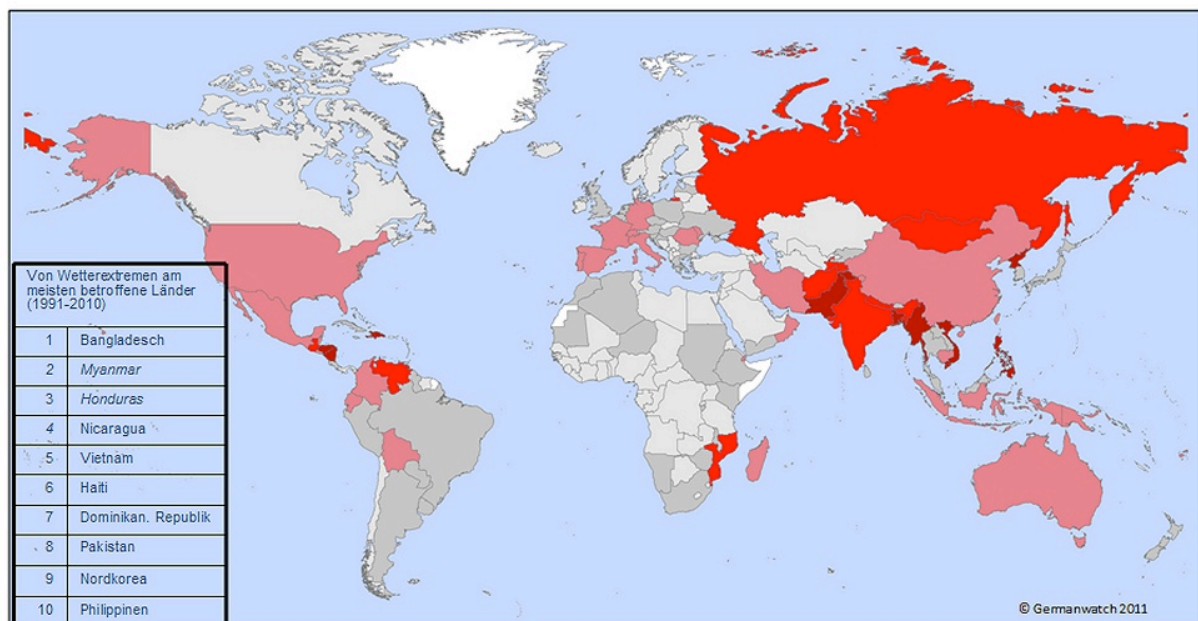 Von Wetterextremen am
meisten betroffene Länder
(1991-2010)
1 Bangladesch
2 Myanmar
3 Honduras
4 Nicaragua
5 Vietnam
6 Haiti
7 Dominikan. Republik
8 Pakistan
9 Nordkorea
10 Philippinen
© Germanwatch 2011